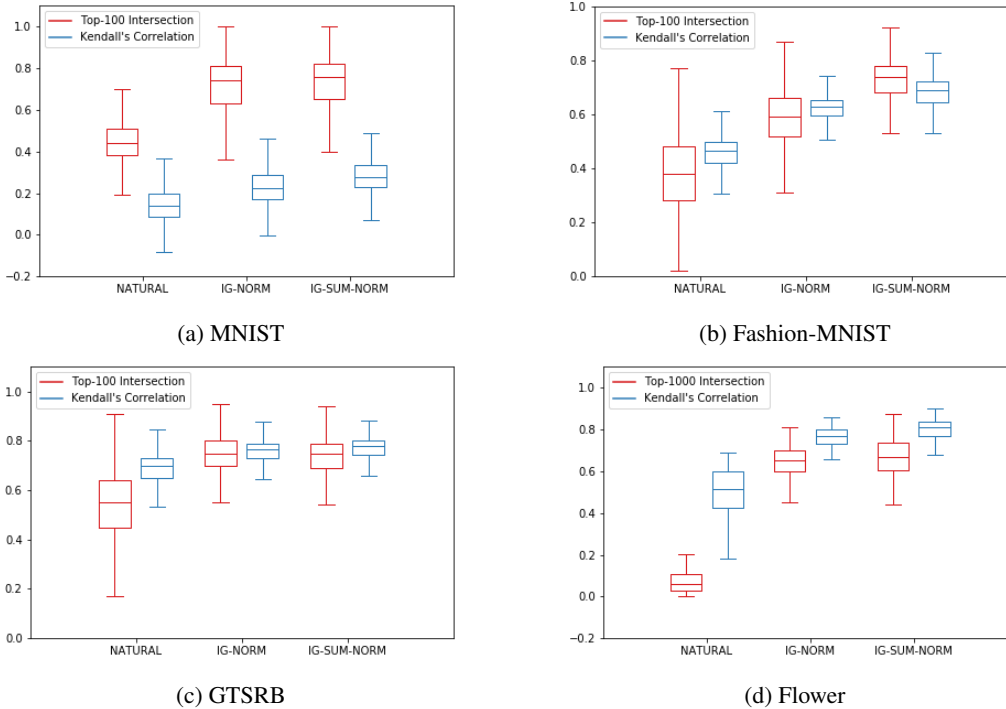 Top-100 Intersection
Kendall's Correlation
1.0
0.8
0.6
0.4
0.2
0.0
−0.2
NATURAL IG-NORM IG-SUM-NORM
(a) MNIST
Top-100 Intersection
Kendall's Correlation
1.0
0.8
0.6
0.4
0.2
0.0
NATURAL IG-NORM IG-SUM-NORM
(b) Fashion-MNIST
Top-100 Intersection
Kendall's Correlation
1.0
0.8
0.6
0.4
0.2
0.0
NATURAL IG-NORM IG-SUM-NORM
(c) GTSRB
Top-1000 Intersection
Kendall's Correlation
1.0
0.8
0.6
0.4
0.2
0.0
−0.2
NATURAL IG-NORM IG-SUM-NORM
(d) Flower